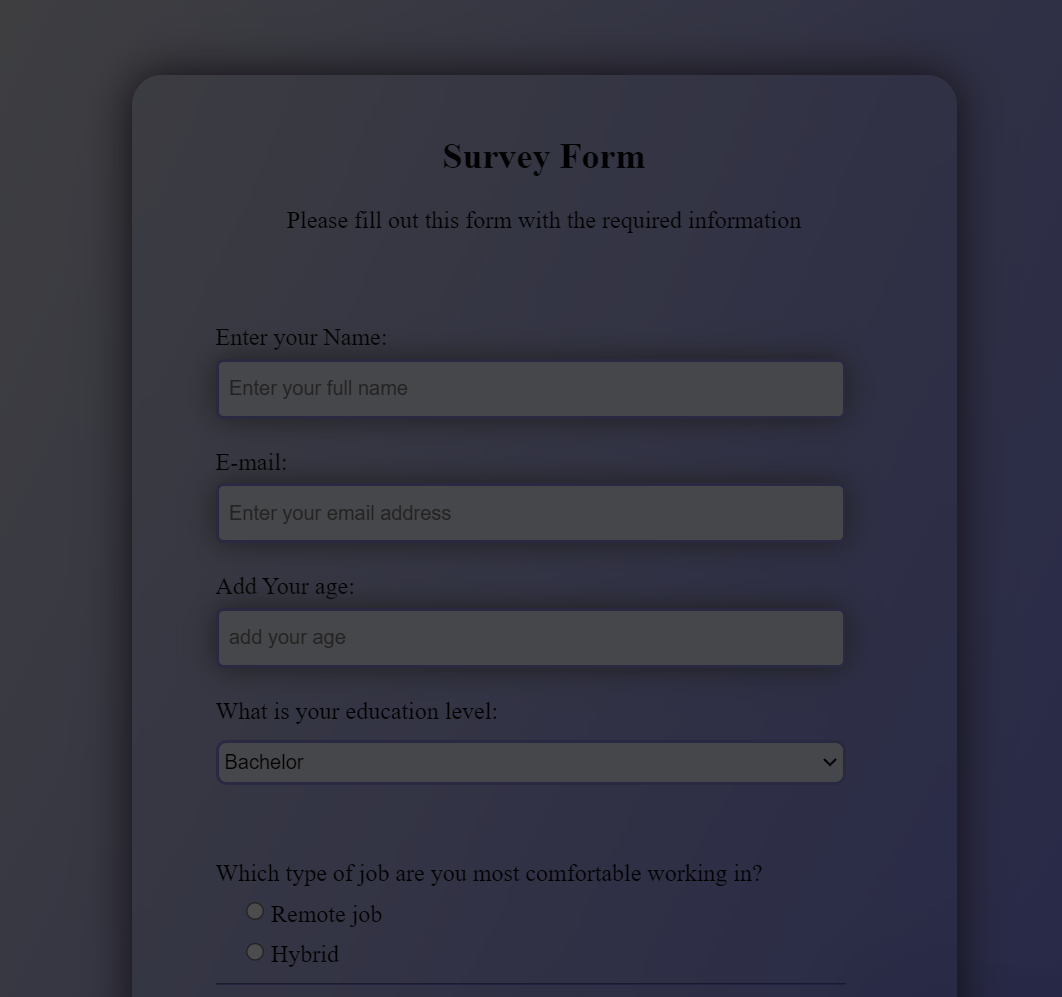 Survey Form
Please fill out this form with the required information
Enter your Name:
Enter your full name
E-mail:
Enter your email address
Add Your age:
add your age
What is your education level:
Bachelor
Which type of job are you most comfortable working in?
Remote job
Hybrid